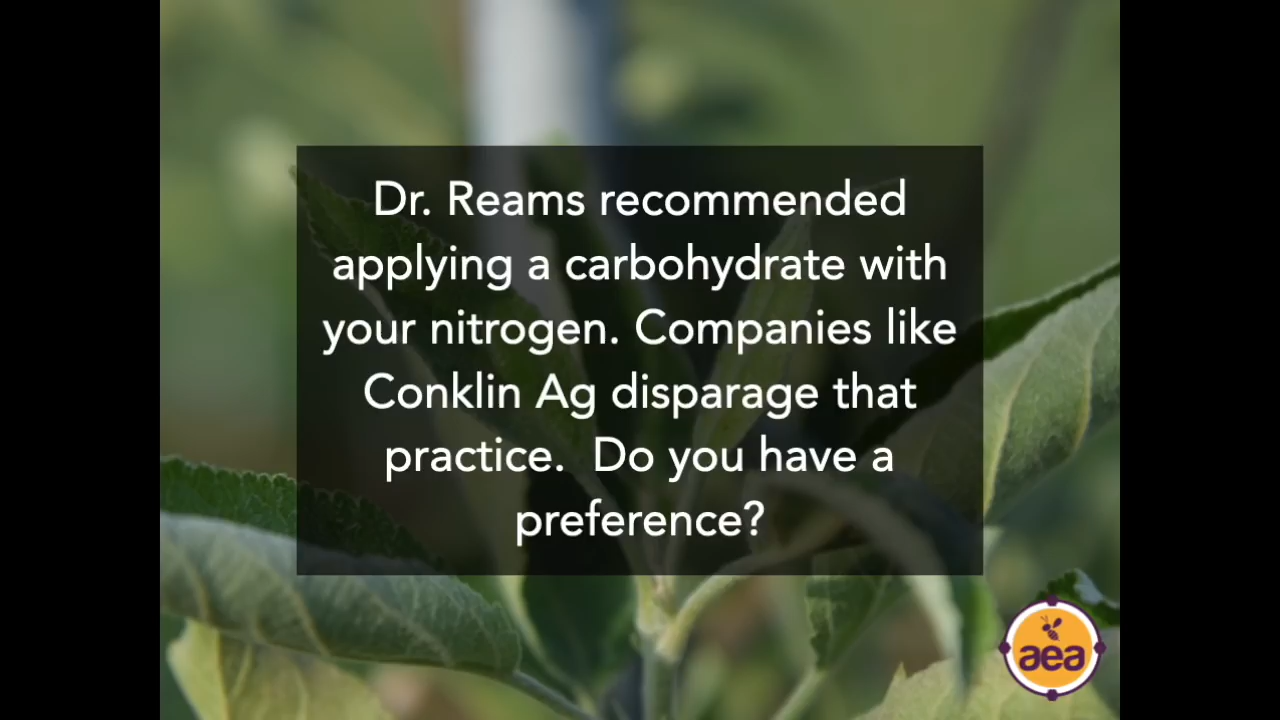 Dr. Reams recommended
applying a carbohydrate with
your nitrogen. Companies like
Conklin Ag disparage that
practice.  Do you have a
preference?
aea